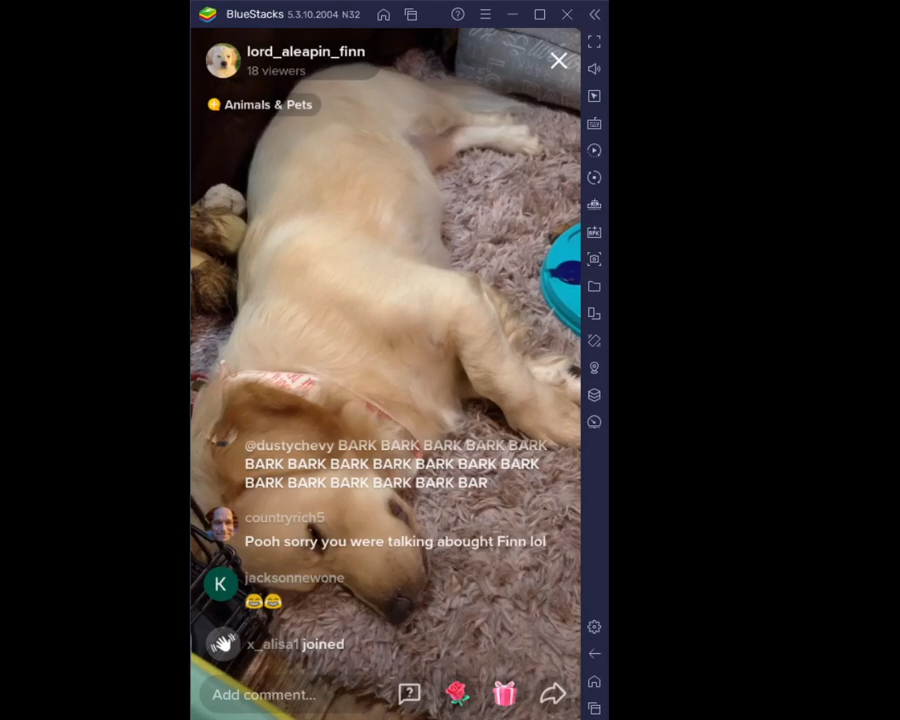 BlueStacks 5.3.10.2004 N32
lord_aleapin_finn
18 viewers
Animals & Pets
@dustychevy BARK BARK BARK BARK BARK
BARK BARK BARK BARK BARK BARK BARK
BARK BARK BARK BARK BARK BAR
countryrich5
Pooh sorry you were talking abought Finn lol
K
jacksonnewone
😂😂
x_alisa1 joined
Add comment...